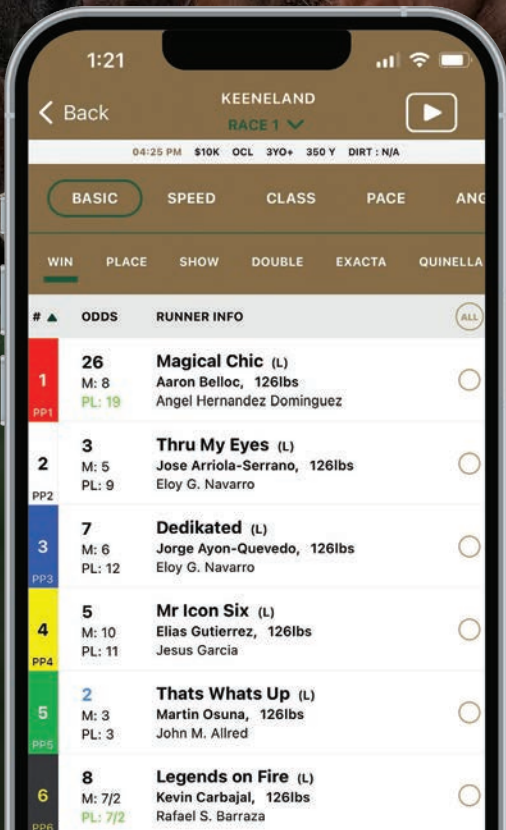 1:21
Back
KEENELAND
RACE 1
04:25 PM $10K OCL 3YO+ 350 Y DIRT : N/A
BASIC SPEED CLASS PACE ANG
WIN PLACE SHOW DOUBLE EXACTA QUINELLA
# ODDS RUNNER INFO ALL
1 PP1
26
M: 8
PL: 19
Magical Chic (L)
Aaron Belloc, 126lbs
Angel Hernandez Dominguez
2 PP2
3
M: 5
PL: 9
Thru My Eyes (L)
Jose Arriola-Serrano, 126lbs
Eloy G. Navarro
3 PP3
7
M: 6
PL: 12
Dedikated (L)
Jorge Ayon-Quevedo, 126lbs
Eloy G. Navarro
4 PP4
5
M: 10
PL: 11
Mr Icon Six (L)
Elias Gutierrez, 126lbs
Jesus Garcia
5 PP5
2
M: 3
PL: 3
Thats Whats Up (L)
Martin Osuna, 126lbs
John M. Allred
6 PP6
8
M: 7/2
PL: 7/2
Legends on Fire (L)
Kevin Carbajal, 126lbs
Rafael S. Barraza